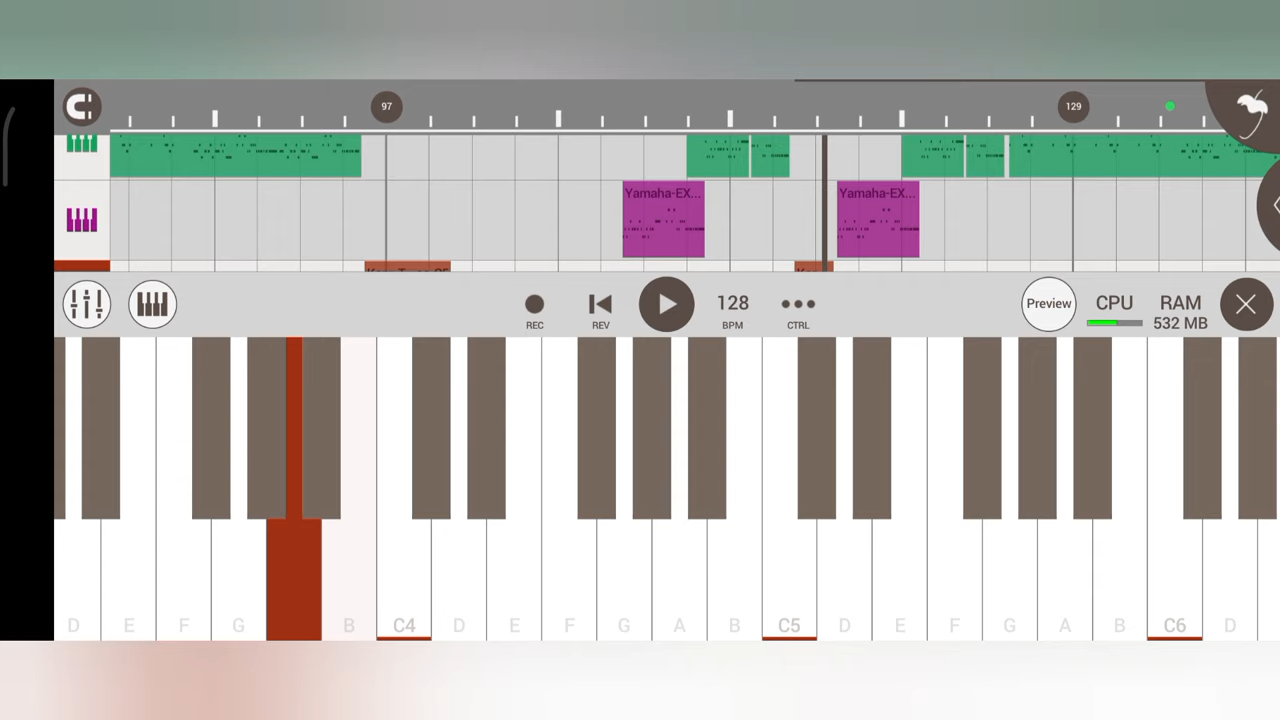 97
129
Yamaha-EX...
Yamaha-EX...
128
Preview
CPU
RAM
REC
REV
BPM
CTRL
532 MB
D E F G B C4 D E F G A B C5 D E F G A B C6 D